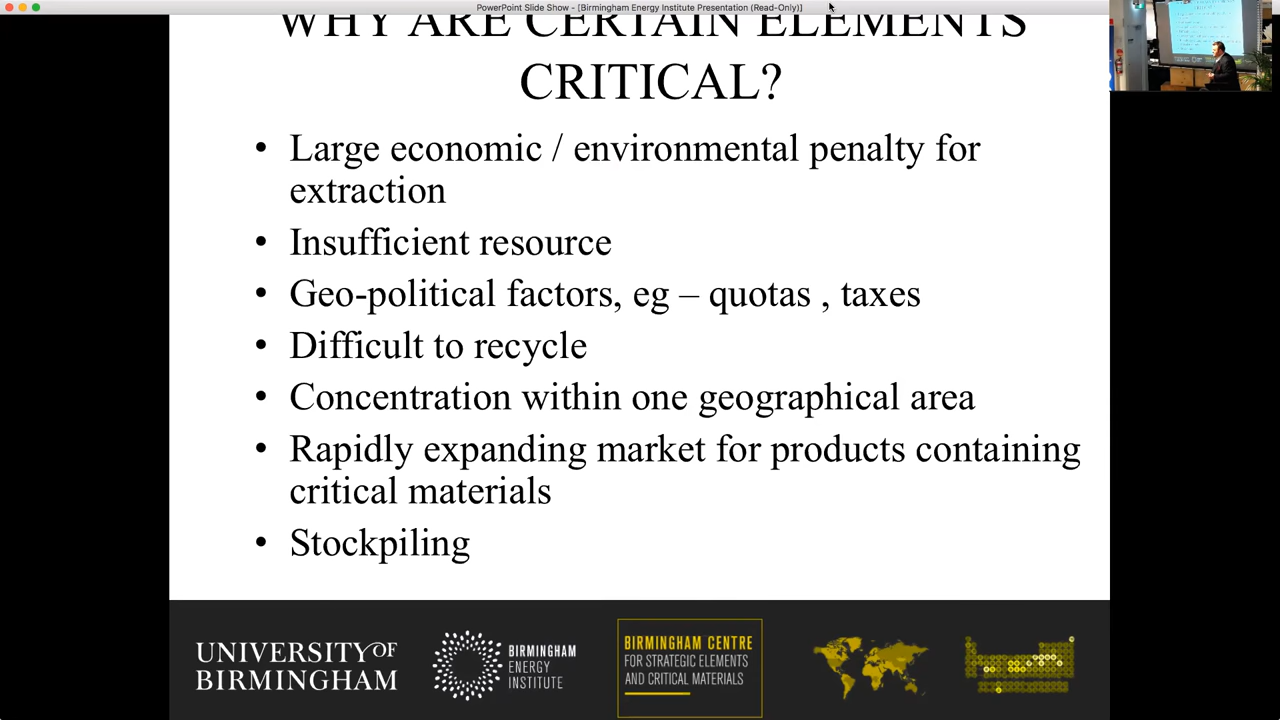 PowerPoint Slide Show - [Birmingham Energy Institute Presentation (Read-Only)]
WHY ARE CERTAIN ELEMENTS
CRITICAL?
• Large economic / environmental penalty for
extraction
• Insufficient resource
• Geo-political factors, eg – quotas , taxes
• Difficult to recycle
• Concentration within one geographical area
• Rapidly expanding market for products containing
critical materials
• Stockpiling
UNIVERSITY OF
BIRMINGHAM
BIRMINGHAM
ENERGY
INSTITUTE
BIRMINGHAM CENTRE
FOR STRATEGIC ELEMENTS
AND CRITICAL MATERIALS